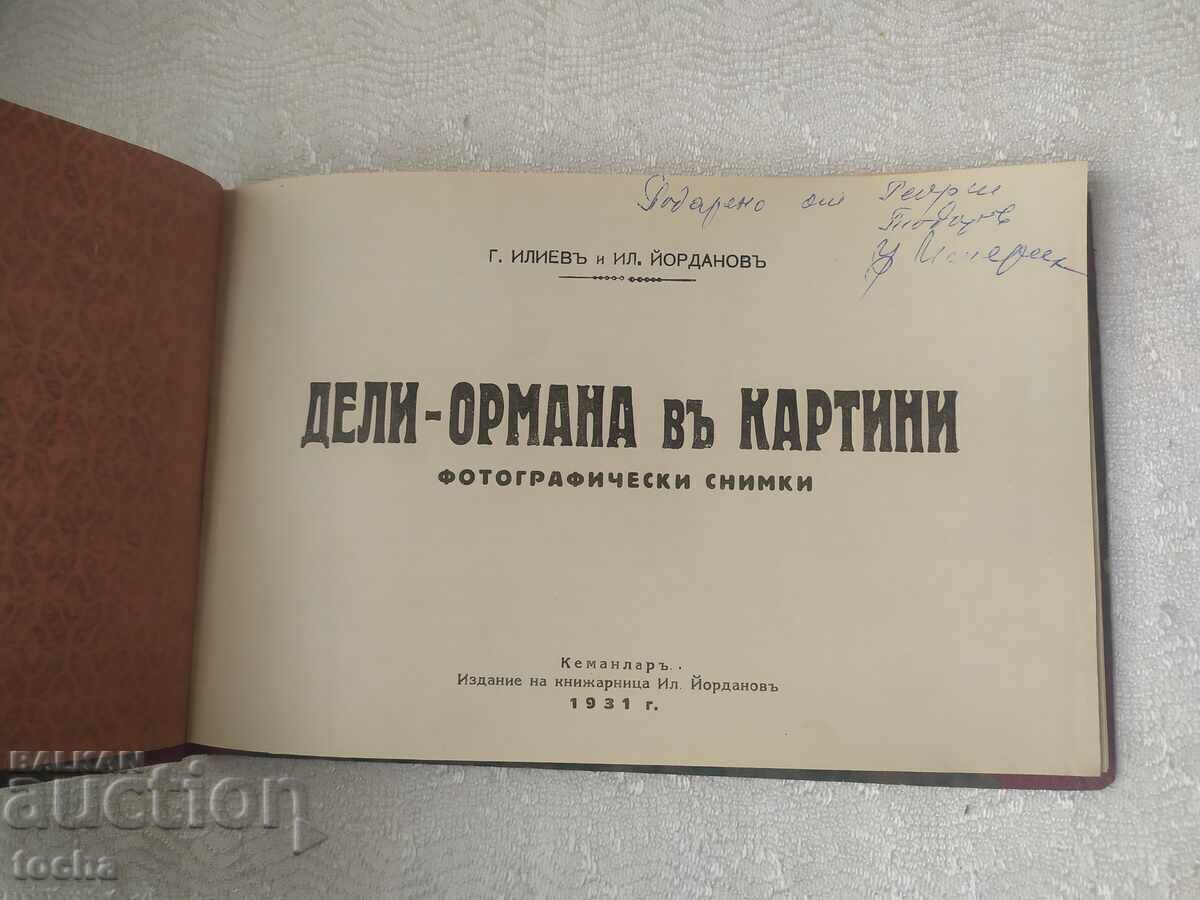 Подарено от Георги
Г. ИЛИЕВЪ и ИЛ. ЙОРДАНОВЪ
ДЕЛИ-ОРМАНА ВЪ КАРТИНИ
ФОТОГРАФИЧЕСКИ СНИМКИ
Кеманларъ.
Издание на книжарница Ил. Йордановъ
1931 г.
BALKAN
auction
tocha